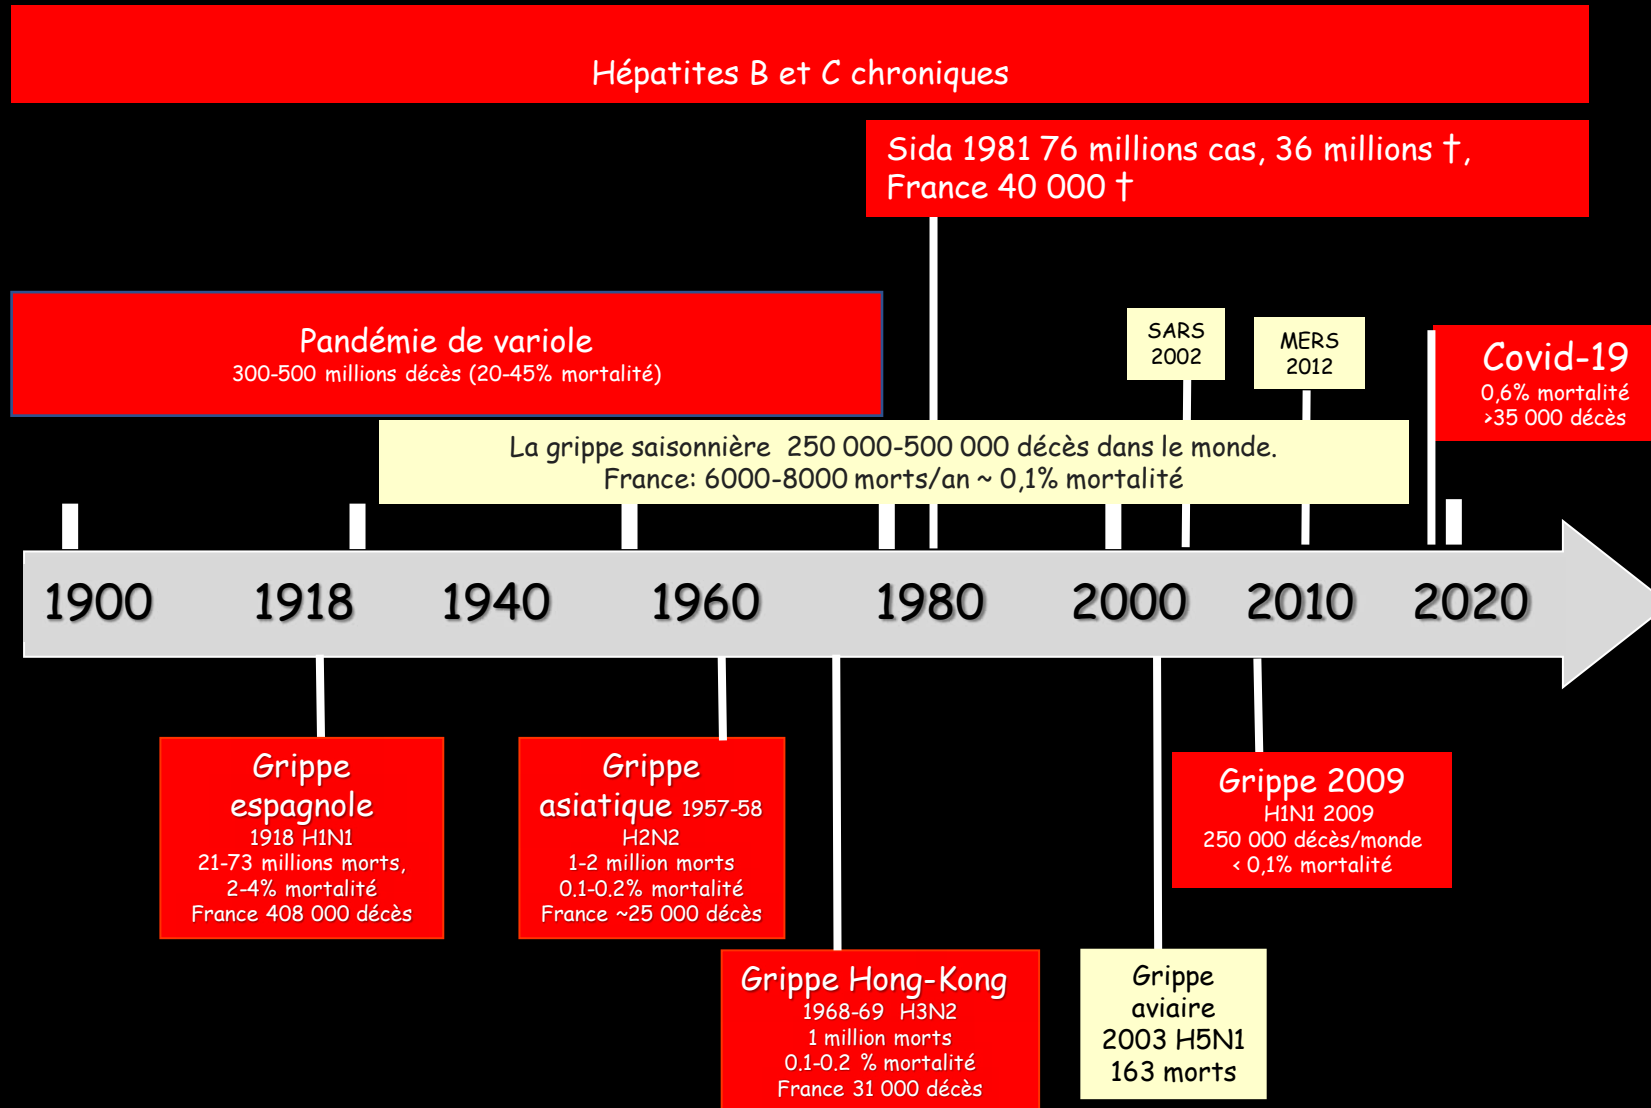 Hépatites B et C chroniques
Sida 1981 76 millions cas, 36 millions †,
France 40 000 †
Pandémie de variole
300-500 millions décès (20-45% mortalité)
SARS
2002
MERS
2012
Covid-19
0,6% mortalité
>35 000 décès
La grippe saisonnière 250 000-500 000 décès dans le monde.
France: 6000-8000 morts/an ~ 0,1% mortalité
1900 1918 1940 1960 1980 2000 2010 2020
Grippe
espagnole
1918 H1N1
21-73 millions morts,
2-4% mortalité
France 408 000 décès
Grippe
asiatique 1957-58
H2N2
1-2 million morts
0.1-0.2% mortalité
France ~25 000 décès
Grippe 2009
H1N1 2009
250 000 décès/monde
< 0,1% mortalité
Grippe Hong-Kong
1968-69 H3N2
1 million morts
0.1-0.2 % mortalité
France 31 000 décès
Grippe
aviaire
2003 H5N1
163 morts